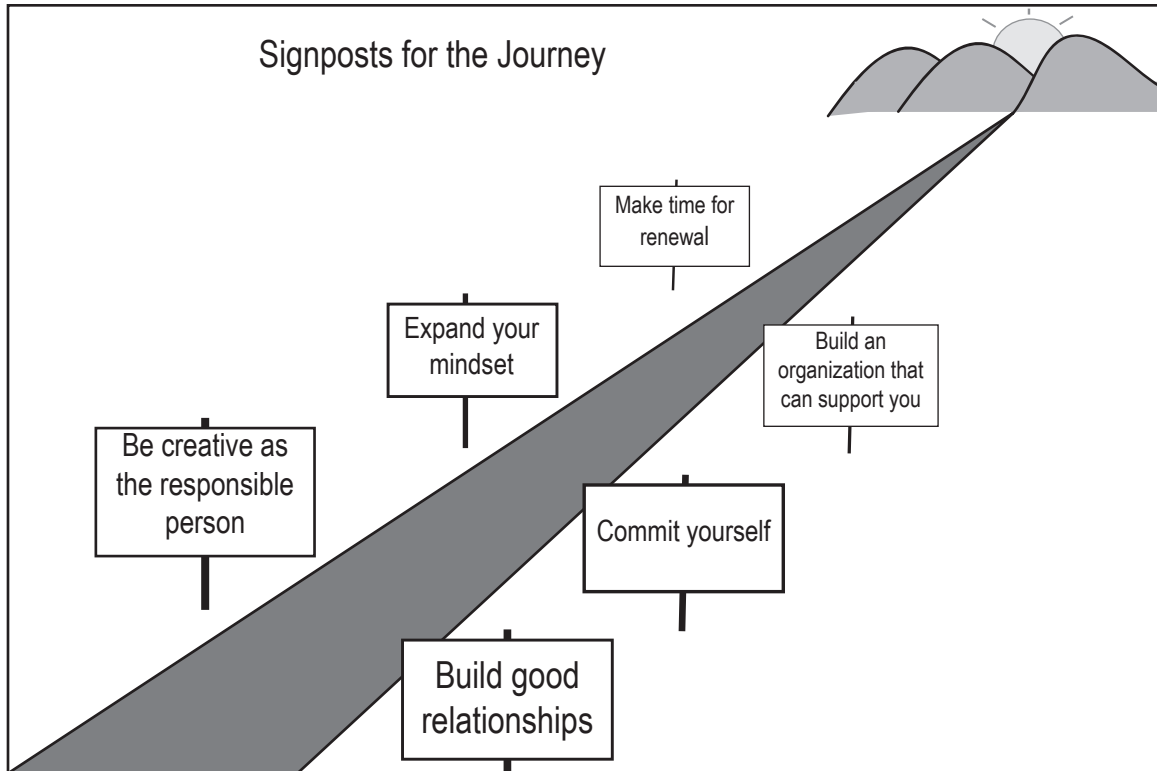 Signposts for the Journey
Make time for
renewal
Expand your
mindset
Build an
organization that
can support you
Be creative as
the responsible
person
Commit yourself
Build good
relationships